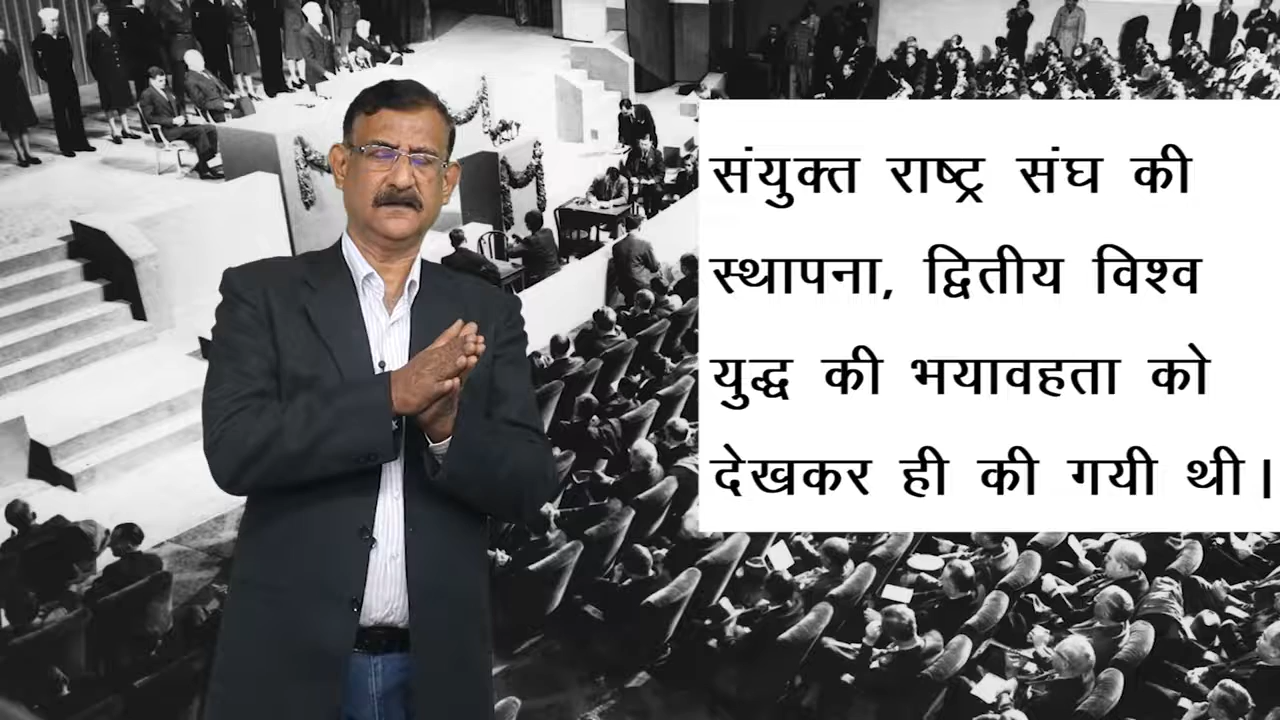 संयुक्त राष्ट्र संघ की
स्थापना, द्वितीय विश्व
युद्ध की भयावहता को
देखकर ही की गयी थी।